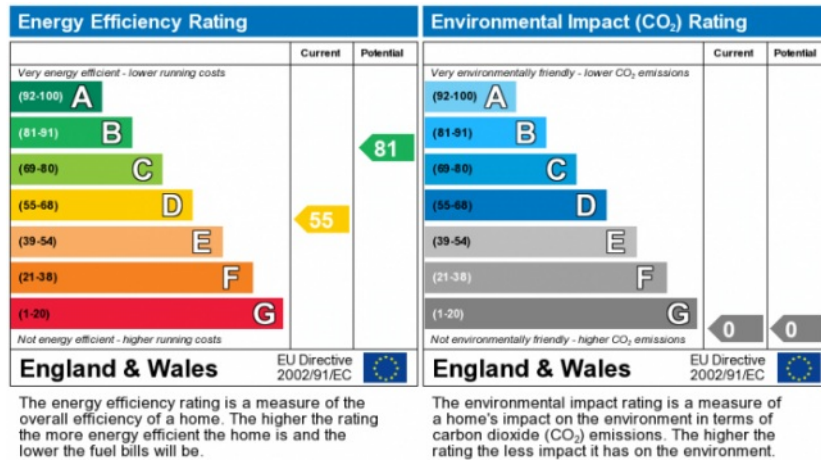 Energy Efficiency Rating
Current Potential
Very energy efficient - lower running costs
(92-100) A
(81-91) B
81
(69-80) C
(55-68) D
55
(39-54) E
(21-38) F
(1-20) G
Not energy efficient - higher running costs
England & Wales
EU Directive
2002/91/EC
The energy efficiency rating is a measure of the
overall efficiency of a home. The higher the rating
the more energy efficient the home is and the
lower the fuel bills will be.
Environmental Impact (CO₂) Rating
Current Potential
Very environmentally friendly - lower CO₂ emissions
(92-100) A
(81-91) B
(69-80) C
(55-68) D
(39-54) E
(21-38) F
(1-20) G
0 0
Not environmentally friendly - higher CO₂ emissions
England & Wales
EU Directive
2002/91/EC
The environmental impact rating is a measure of
a home's impact on the environment in terms of
carbon dioxide (CO₂) emissions. The higher the
rating the less impact it has on the environment.